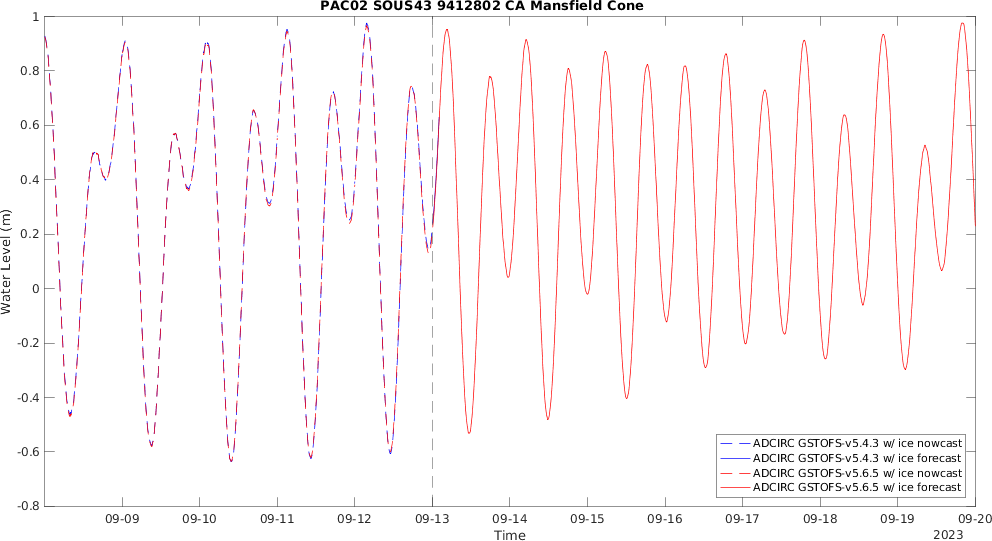 PAC02 SOUS43 9412802 CA Mansfield Cone
Water Level (m)
1
0.8
0.6
0.4
0.2
0
-0.2
-0.4
-0.6
-0.8
ADCIRC GSTOFS-v5.4.3 w/ ice nowcast
ADCIRC GSTOFS-v5.4.3 w/ ice forecast
ADCIRC GSTOFS-v5.6.5 w/ ice nowcast
ADCIRC GSTOFS-v5.6.5 w/ ice forecast
09-09 09-10 09-11 09-12 09-13 09-14 09-15 09-16 09-17 09-18 09-19 09-20
Time
2023